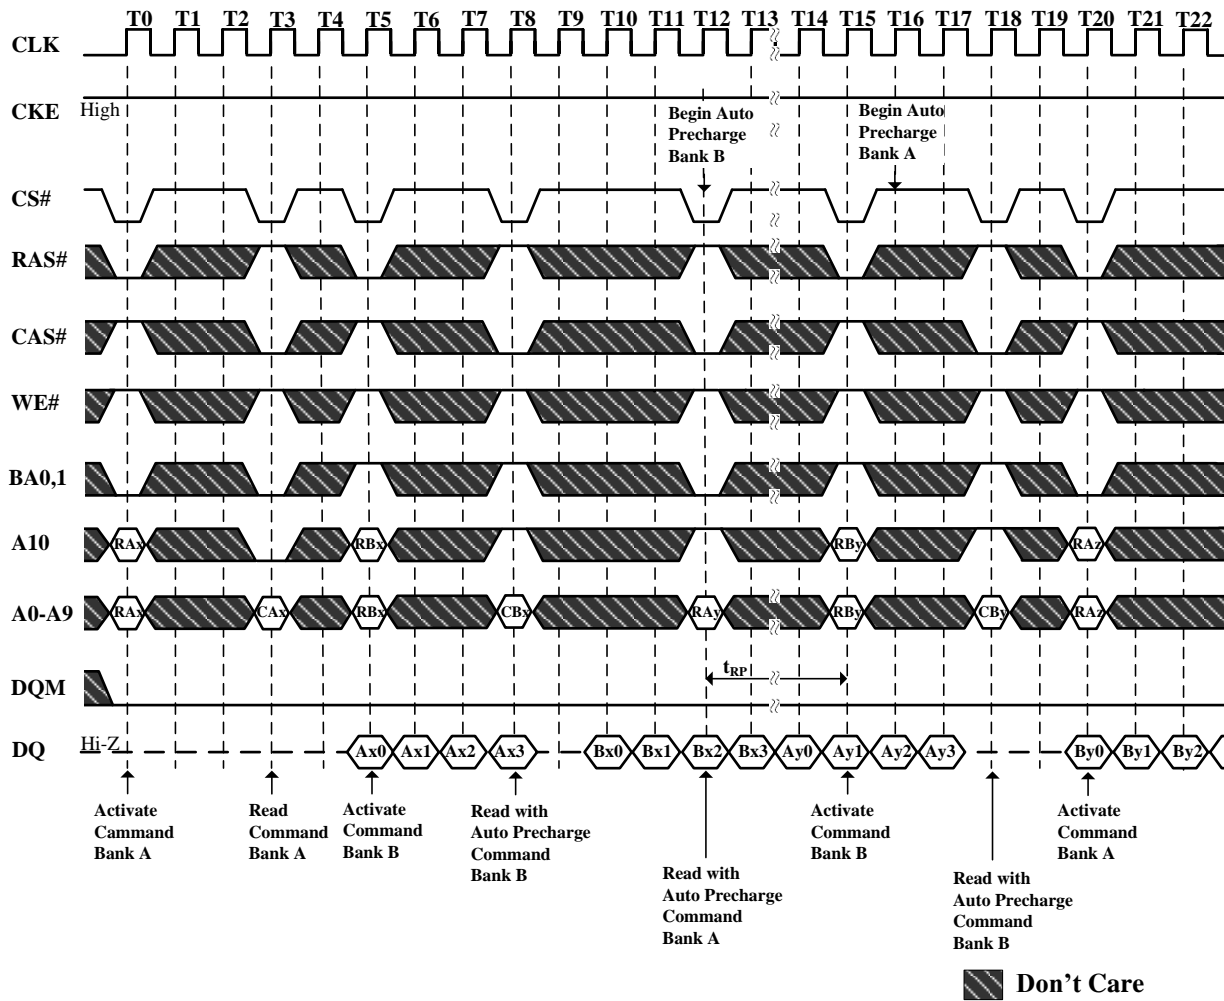 T0 T1 T2 T3 T4 T5 T6 T7 T8 T9 T10 T11 T12 T13 T14 T15 T16 T17 T18 T19 T20 T21 T22
CLK
CKE High
Begin Auto
Precharge
Bank B
Begin Auto
Precharge
Bank A
CS#
RAS#
CAS#
WE#
BA0,1
A10 RAx RBx RBy RAz
A0-A9 RAx CAx RBx CBx RAy RBy CBy RAz
tRP
DQM
DQ Hi-Z Ax0 Ax1 Ax2 Ax3 Bx0 Bx1 Bx2 Bx3 Ay0 Ay1 Ay2 Ay3 By0 By1 By2
Activate
Cammand
Bank A
Read
Command
Bank A
Activate
Command
Bank B
Read with
Auto Precharge
Command
Bank B
Read with
Auto Precharge
Command
Bank A
Activate
Command
Bank B
Read with
Auto Precharge
Command
Bank B
Activate
Command
Bank A
Don't Care